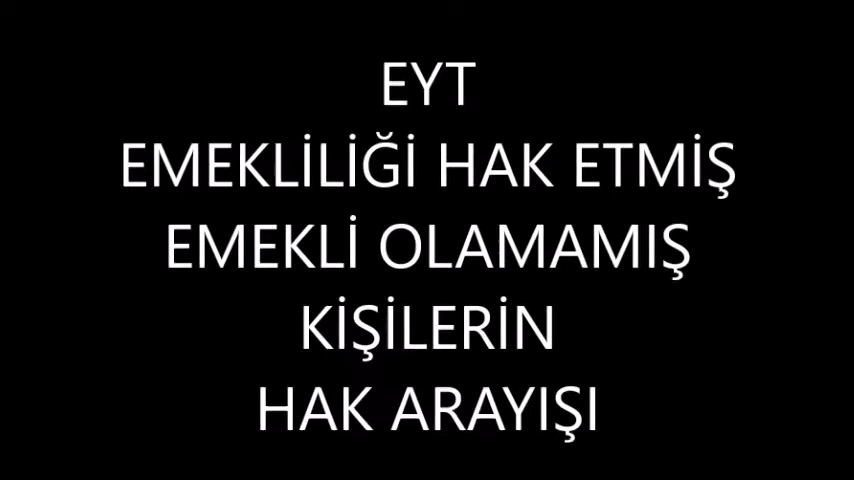 EYT
EMEKLİLİĞİ HAK ETMİŞ
EMEKLİ OLAMAMIŞ
KİŞİLERİN
HAK ARAYIŞI